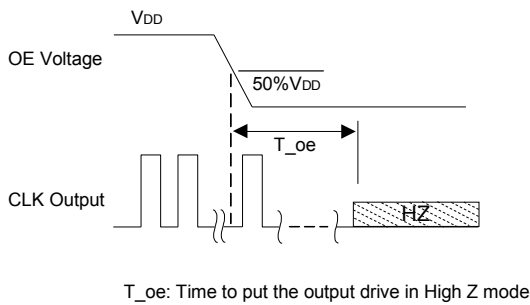 VDD
OE Voltage
50%VDD
T_oe
CLK Output
HZ
T_oe: Time to put the output drive in High Z mode